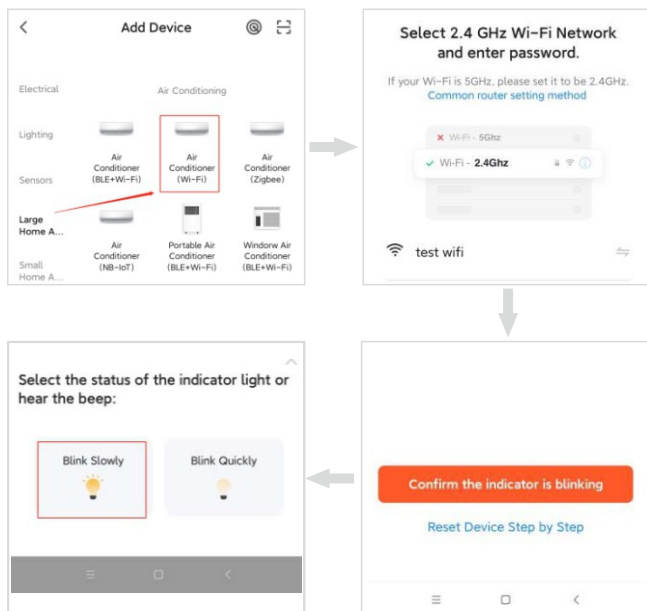 Add Device
Electrical
Air Conditioning
Lighting
Sensors
Large
Home A...
Small
Home A...
Air
Conditioner
(BLE+Wi-Fi)
Air
Conditioner
(Wi-Fi)
Air
Conditioner
(Zigbee)
Air
Conditioner
(NB-IoT)
Portable Air
Conditioner
(BLE+Wi-Fi)
Windorw Air
Conditioner
(BLE+Wi-Fi)
Select 2.4 GHz Wi-Fi Network
and enter password.
If your Wi-Fi is 5GHz, please set it to be 2.4GHz.
Common router setting method
Wi-Fi - 5Ghz
Wi-Fi - 2.4Ghz
test wifi
Confirm the indicator is blinking
Reset Device Step by Step
Select the status of the indicator light or
hear the beep:
Blink Slowly
Blink Quickly